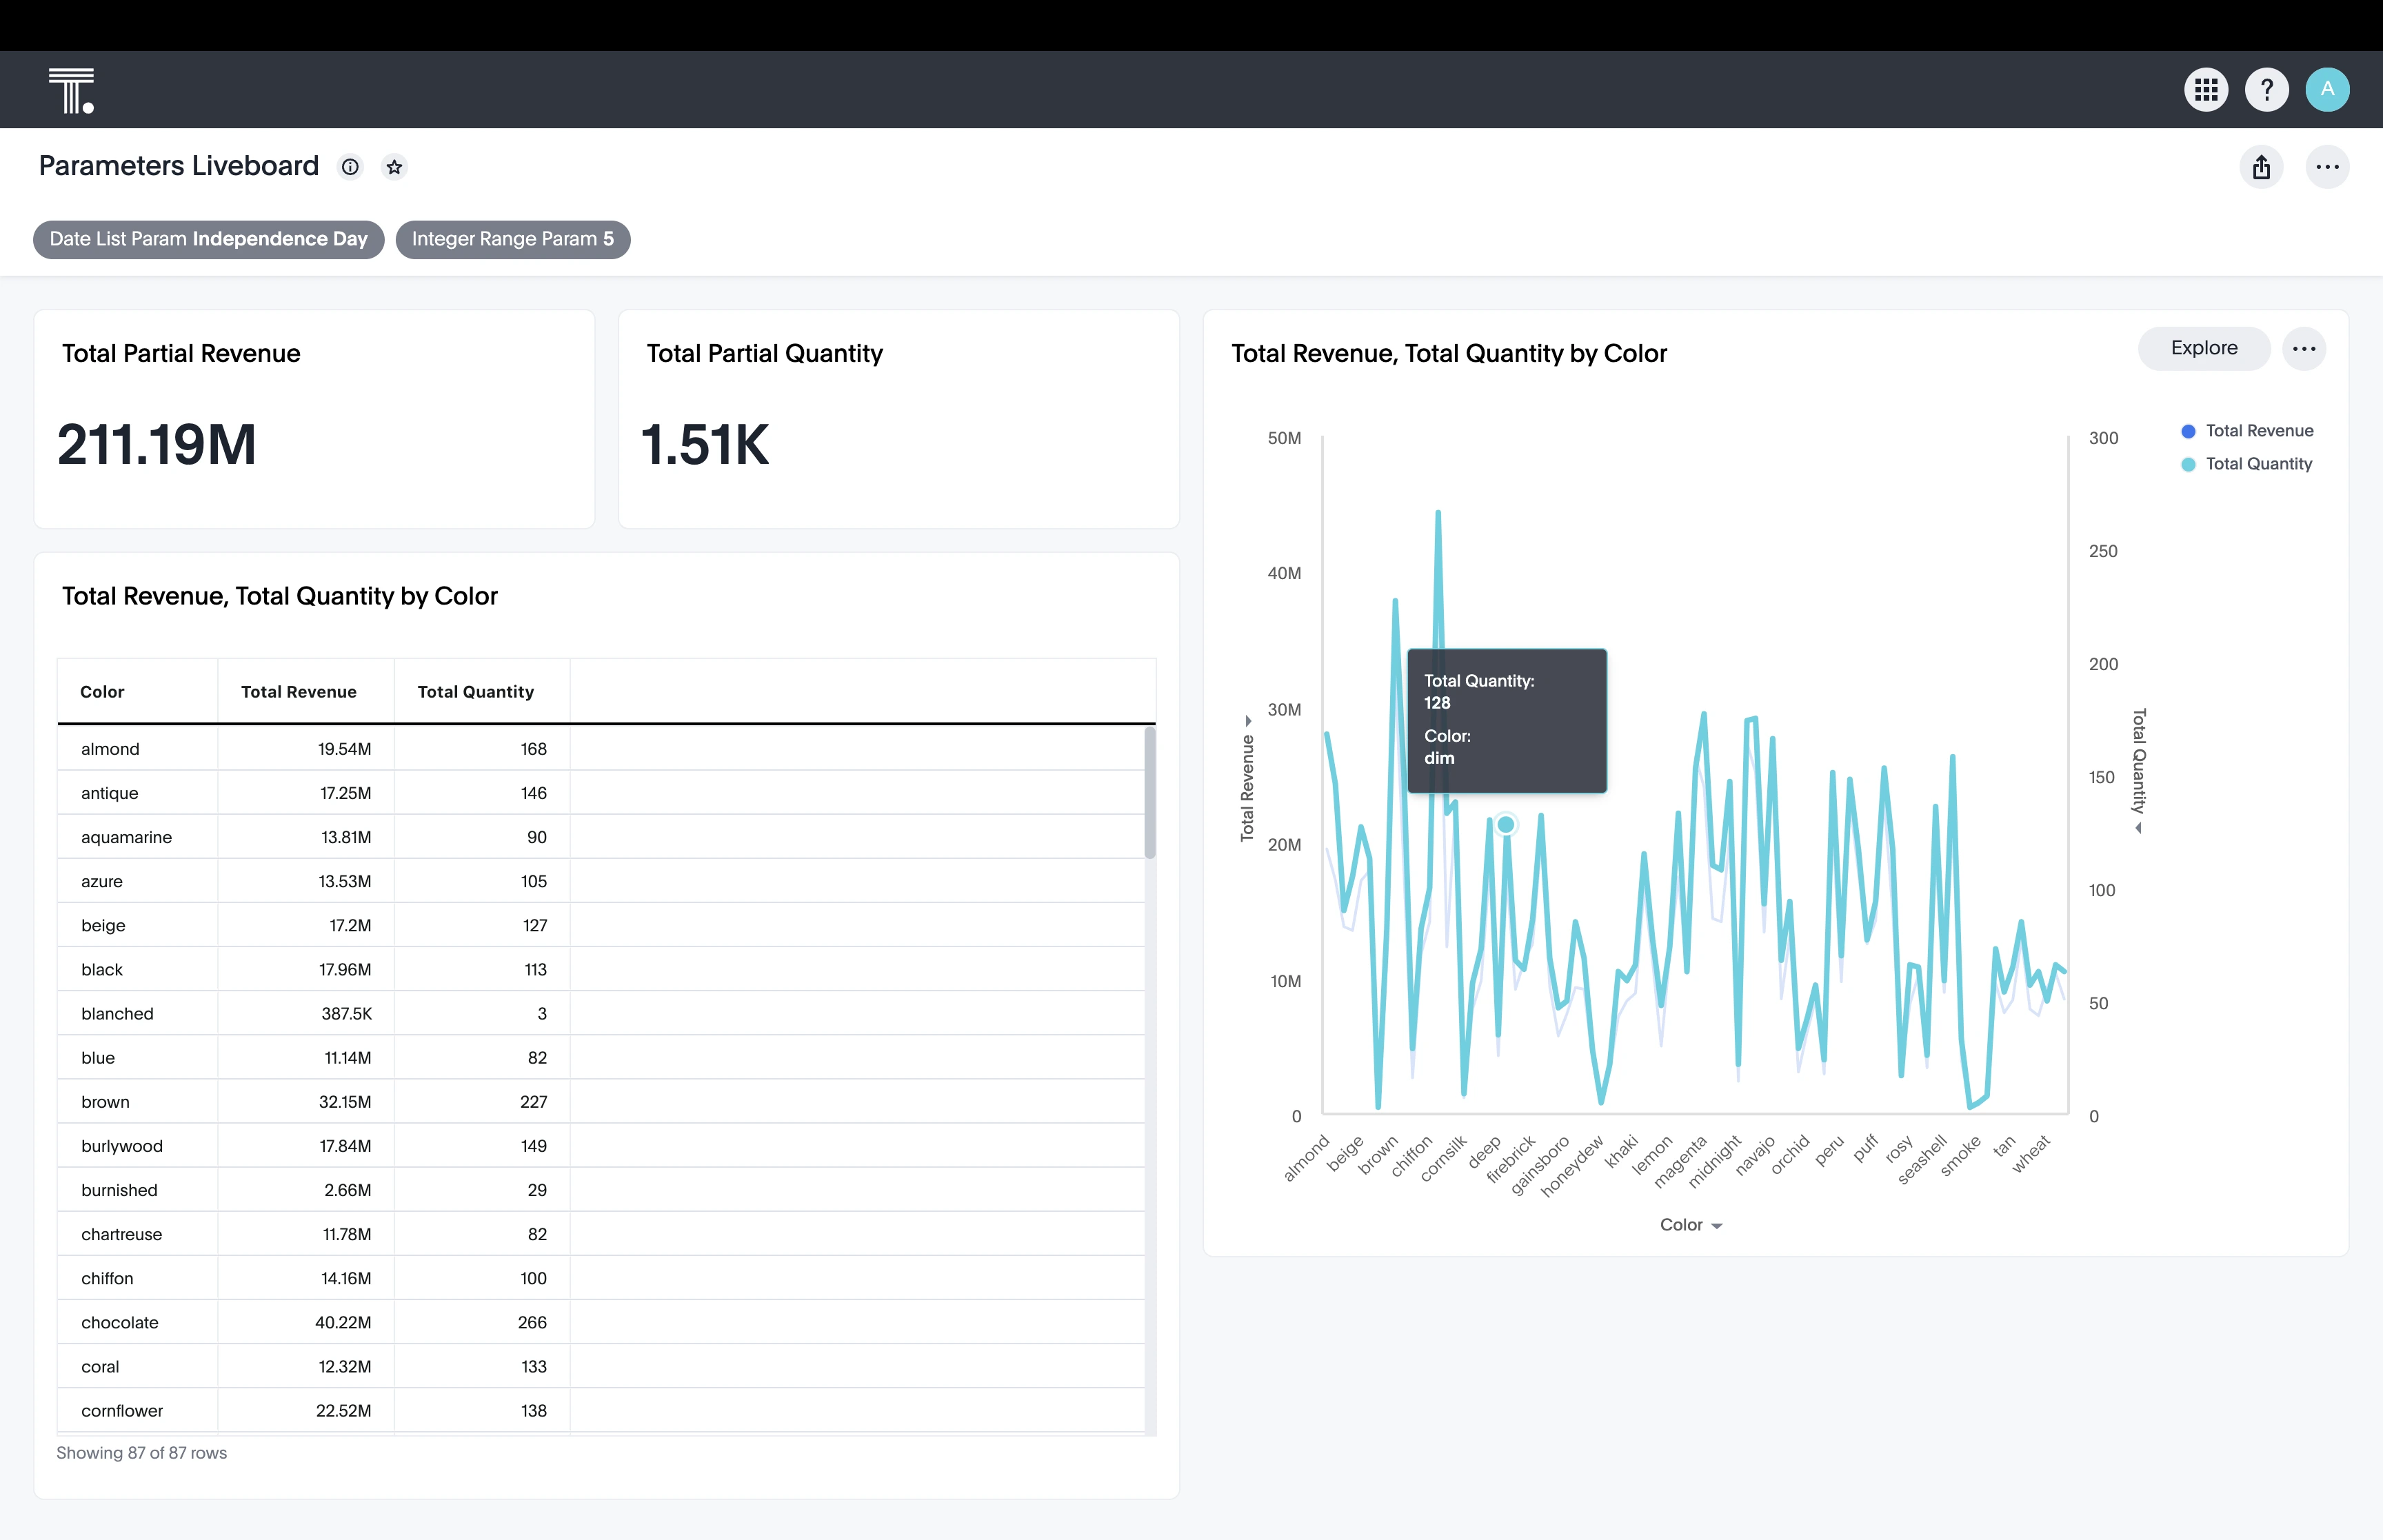 T.
?
A
Parameters Liveboard
Date List Param Independence Day
Integer Range Param 5
Total Partial Revenue
211.19M
Total Partial Quantity
1.51K
Total Revenue, Total Quantity by Color
Color Total Revenue Total Quantity
almond 19.54M 168
antique 17.25M 146
aquamarine 13.81M 90
azure 13.53M 105
beige 17.2M 127
black 17.96M 113
blanched 387.5K 3
blue 11.14M 82
brown 32.15M 227
burlywood 17.84M 149
burnished 2.66M 29
chartreuse 11.78M 82
chiffon 14.16M 100
chocolate 40.22M 266
coral 12.32M 133
cornflower 22.52M 138
Showing 87 of 87 rows
Total Revenue, Total Quantity by Color
Explore
Total Revenue
Total Quantity
50M
40M
30M
20M
10M
0
Total Revenue
Total Quantity:
128
Color:
dim
300
250
200
150
100
50
0
Total Quantity
almond
beige
brown
chiffon
cornsilk
deep
firebrick
gainsboro
honeydew
khaki
lemon
magenta
midnight
navajo
orchid
peru
puff
rosy
seashell
smoke
tan
wheat
Color